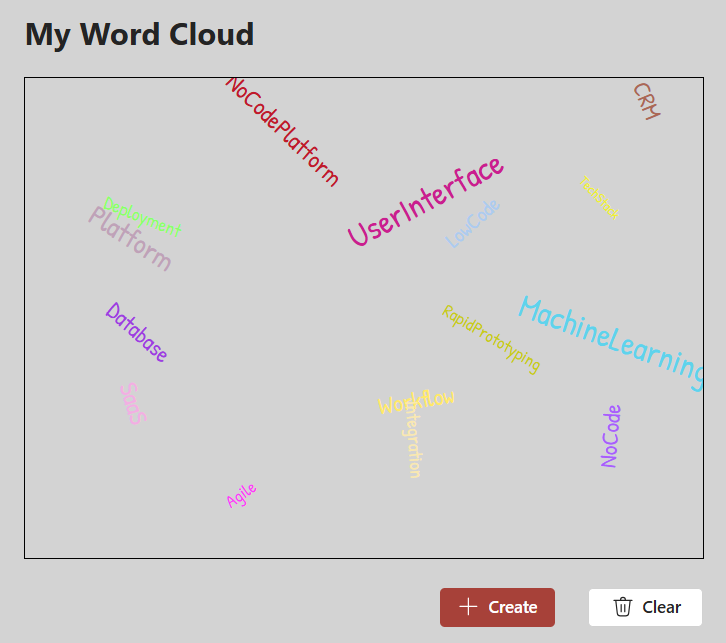 My Word Cloud
NoCodePlatform
CRM
UserInterface
TechStack
Deployment
LowCode
Platform
Database
MachineLearning
RapidPrototyping
SaaS
Workflow
Integration
NoCode
Agile
Create
Clear